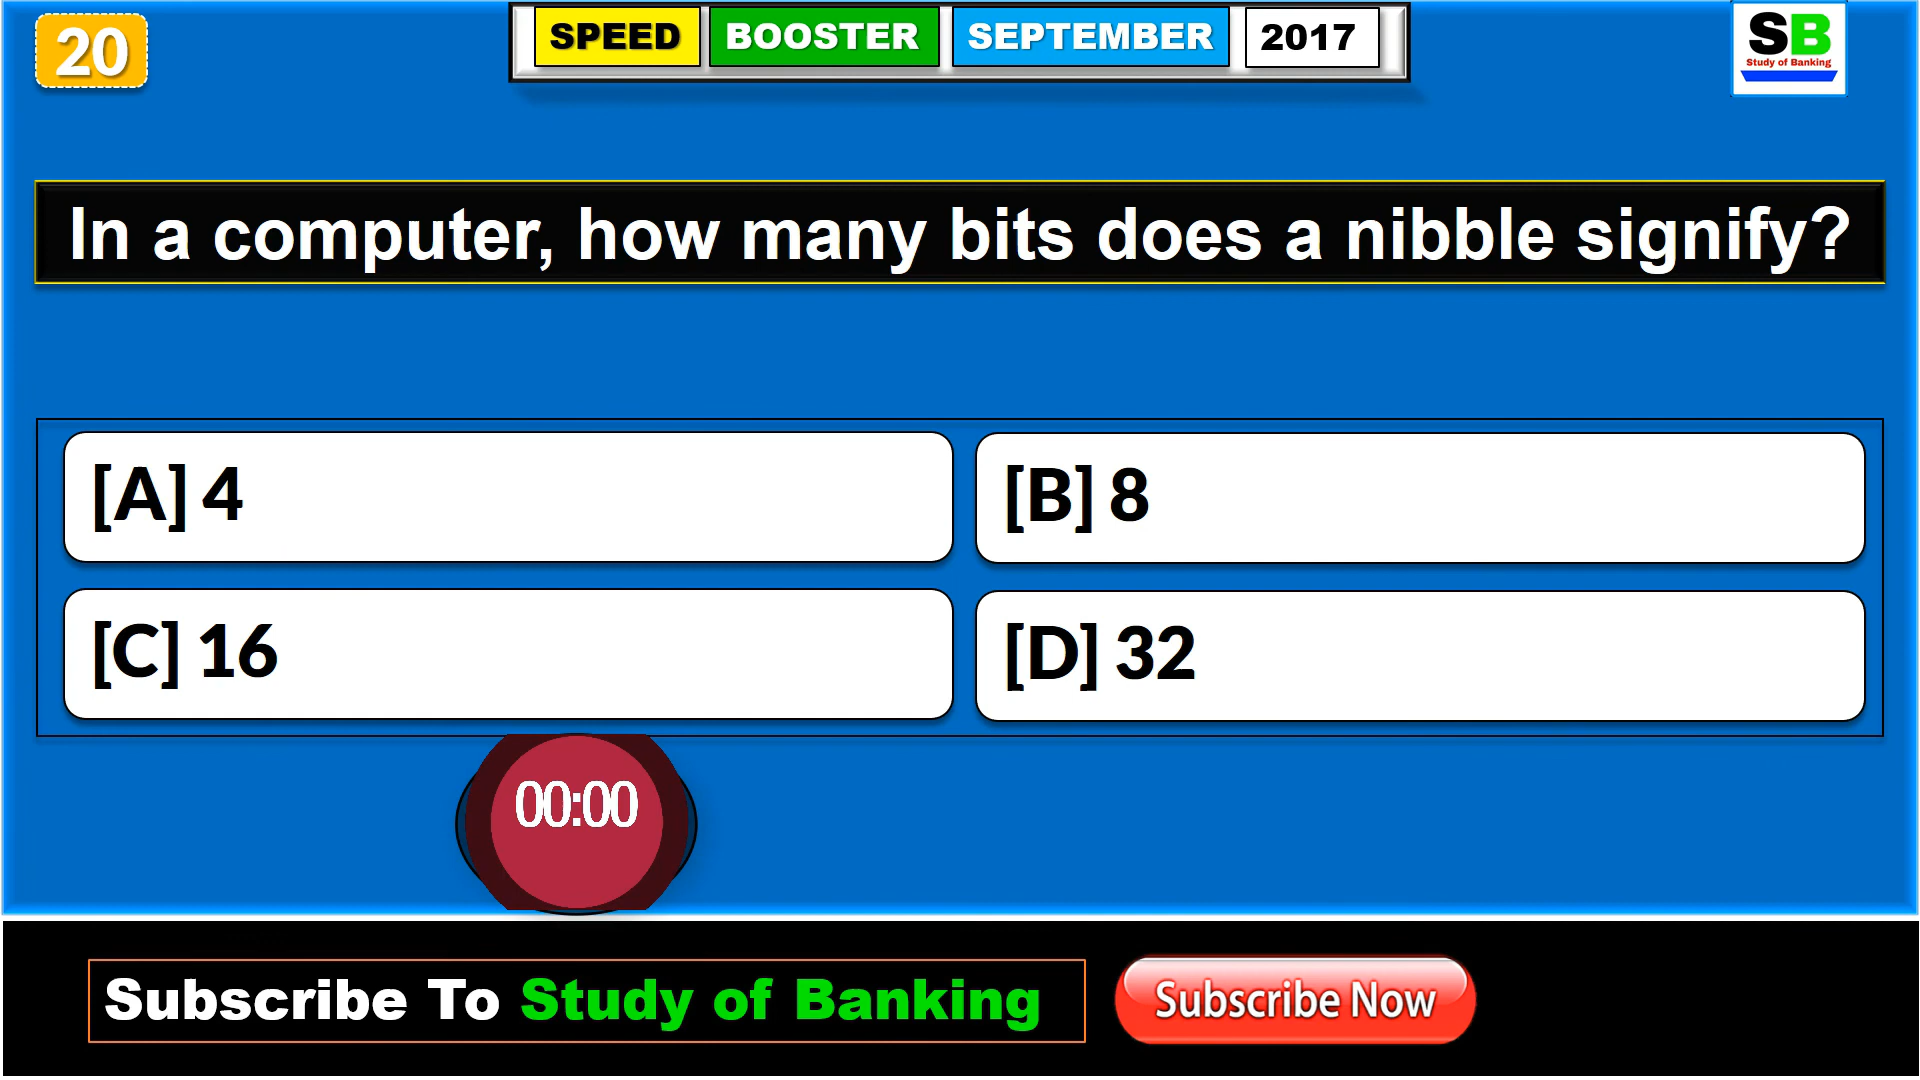 20
SPEED BOOSTER SEPTEMBER 2017
SB
Study of Banking
In a computer, how many bits does a nibble signify?
[A] 4
[B] 8
[C] 16
[D] 32
00:00
Subscribe To Study of Banking
Subscribe Now